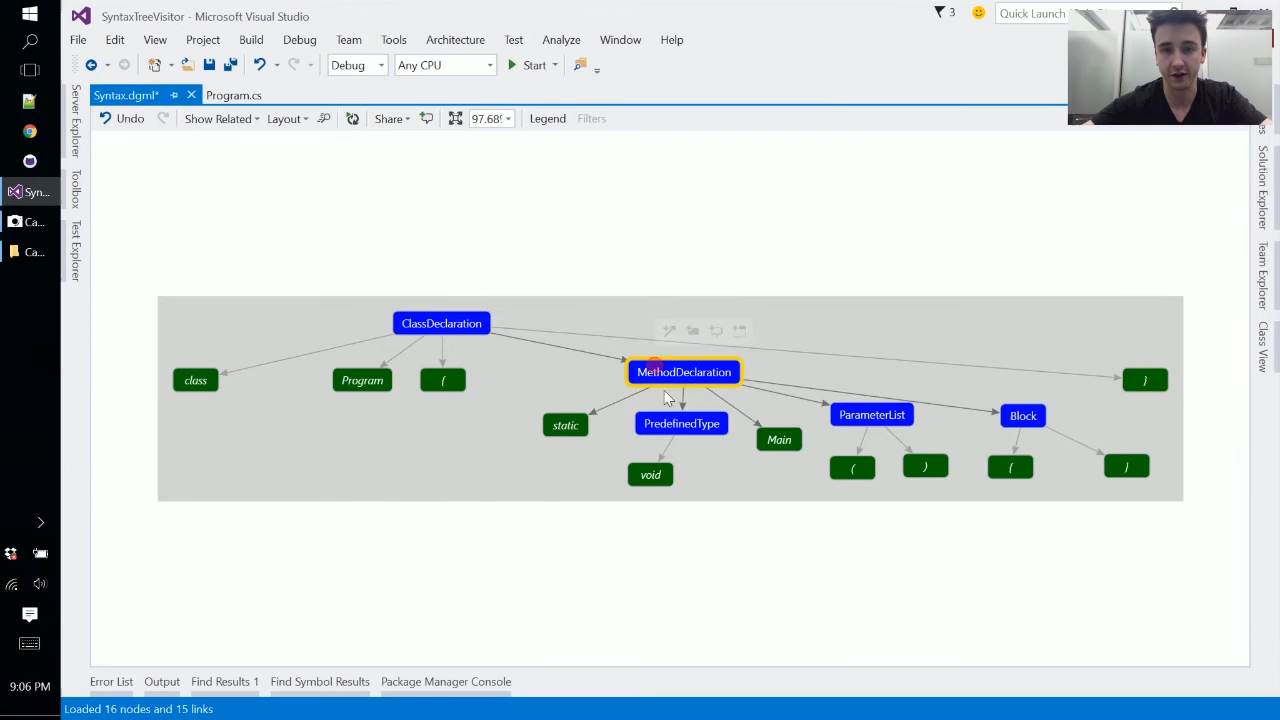 SyntaxTreeVisitor - Microsoft Visual Studio
3
Quick Launch
File Edit View Project Build Debug Team Tools Architecture Test Analyze Window Help
Debug Any CPU Start
Syntax.dgml* Program.cs
Undo Show Related Layout Share 97.68% Legend Filters
Server Explorer
Toolbox
Test Explorer
Solution Explorer
Team Explorer
Class View
Syn...
Ca...
Ca...
ClassDeclaration
class Program { MethodDeclaration }
static PredefinedType Main ParameterList Block
void ( ) { }
Error List Output Find Results 1 Find Symbol Results Package Manager Console
9:06 PM
Loaded 16 nodes and 15 links